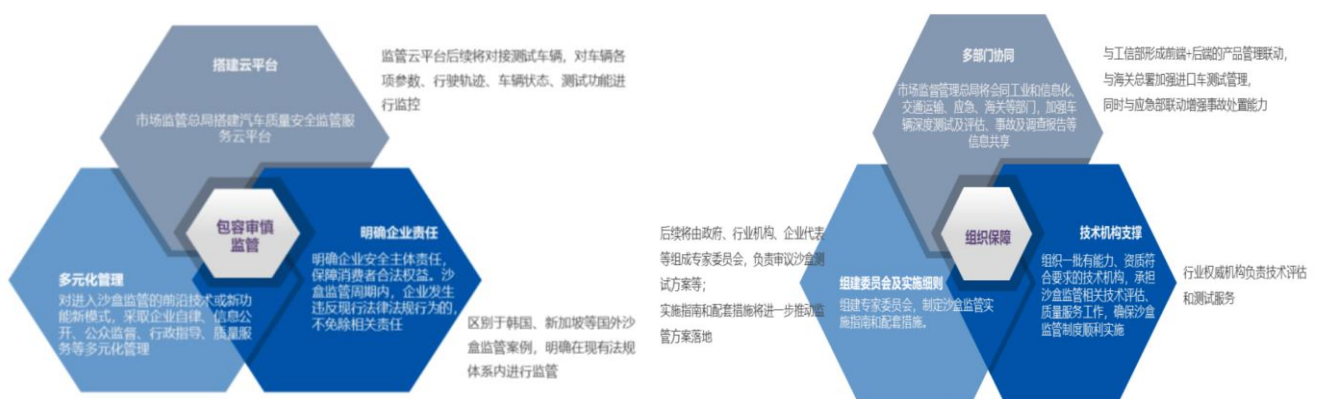 搭建云平台
市场监管总局搭建汽车质量安全监管服
务云平台
监管云平台后续将对接测试车辆，对车辆各
项参数、行驶轨迹、车辆状态、测试功能进
行监控
包容审慎
监管
多元化管理
对进入沙盒监管的前沿技术或新功
能新模式，采取企业自律、信息公
开、公众监督、行政指导、质量服
务等多元化管理
明确企业责任
明确企业安全主体责任，
保障消费者合法权益。沙
盒监管周期内，企业发生
违反现行法律法规行为的，
不免除相关责任
区别于韩国、新加坡等国外沙
盒监管案例，明确在现有法规
体系内进行监管
多部门协同
市场监督管理总局将会同工业和信息化、
交通运输、应急、海关等部门，加强车
辆深度测试及评估、事故及调查报告等
信息共享
与工信部形成前端+后端的产品管理联动，
与海关总署加强进口车测试管理，
同时与应急部联动增强事故处置能力
组织保障
后续将由政府、行业机构、企业代表
等组成专家委员会，负责审议沙盒测
试方案等；
实施指南和配套措施将进一步推动监
管方案落地
组建委员会及实施细则
组建专家委员会，制定沙盒监管实
施指南和配套措施。
技术机构支撑
组织一批有能力、资质符
合要求的技术机构，承担
沙盒监管相关技术评估、
质量服务工作，确保沙盒
监管制度顺利实施
行业权威机构负责技术评估
和测试服务